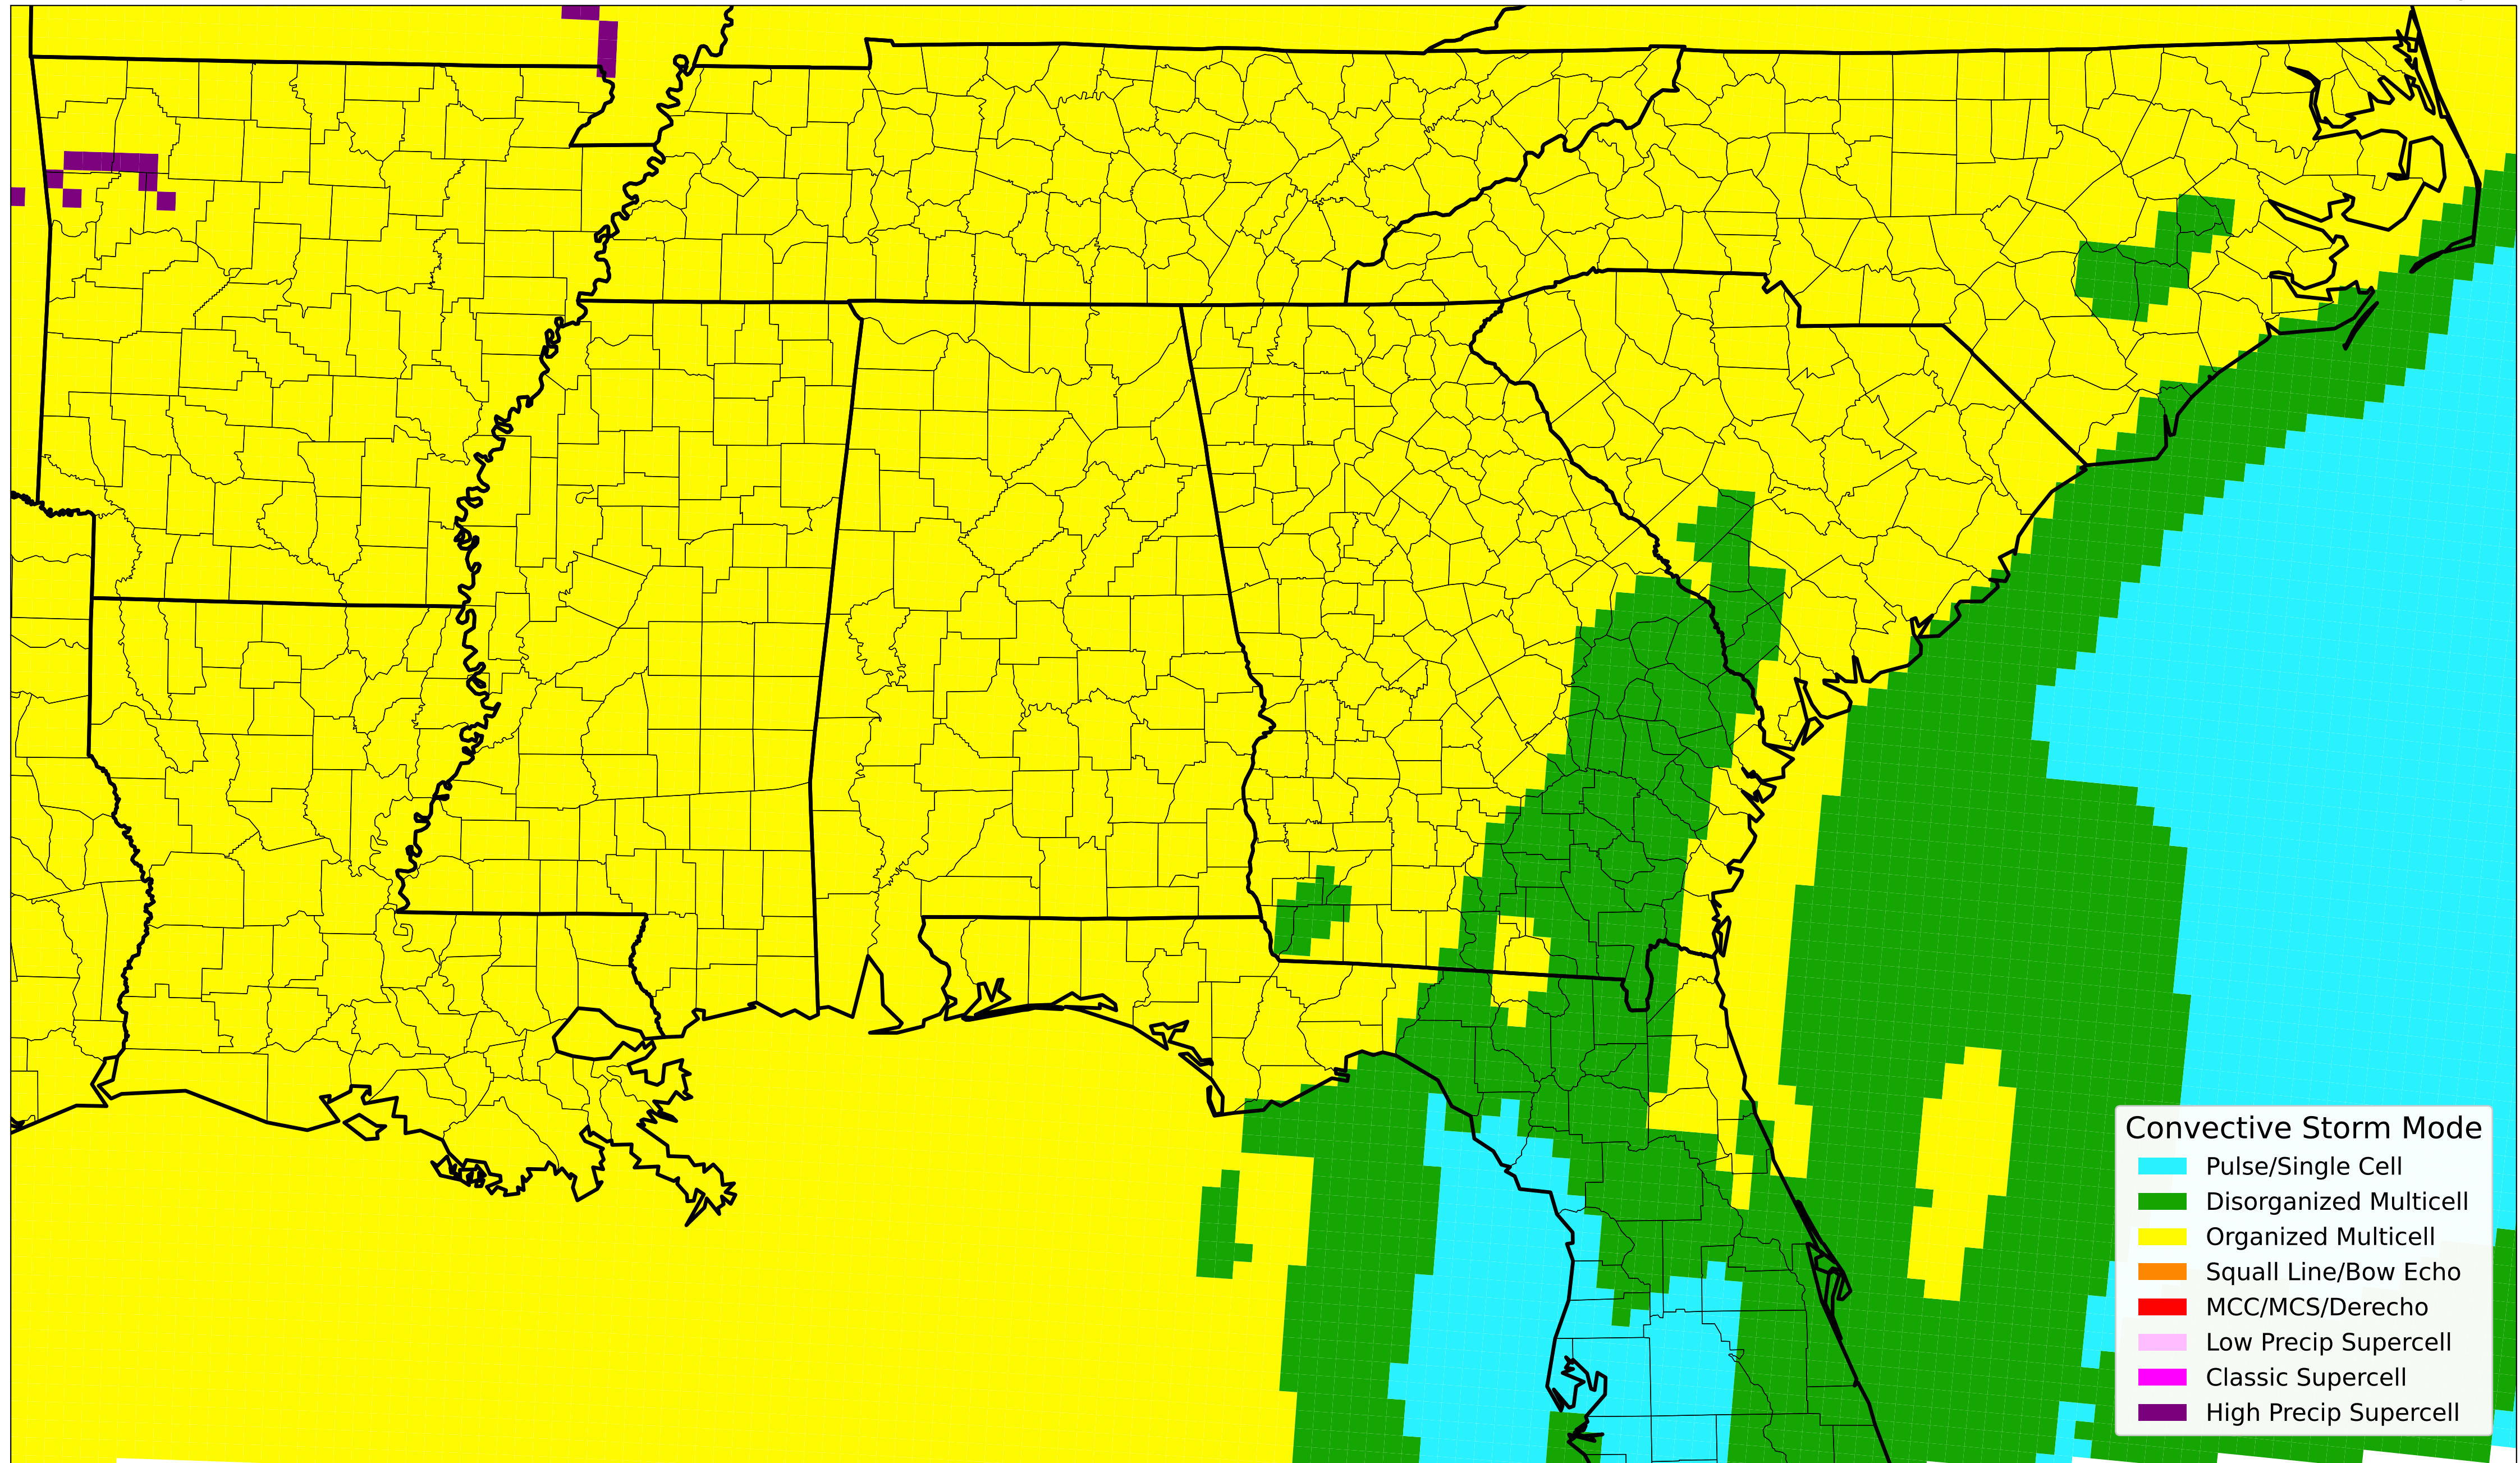 Convective Storm Mode
Pulse/Single Cell
Disorganized Multicell
Organized Multicell
Squall Line/Bow Echo
MCC/MCS/Derecho
Low Precip Supercell
Classic Supercell
High Precip Supercell